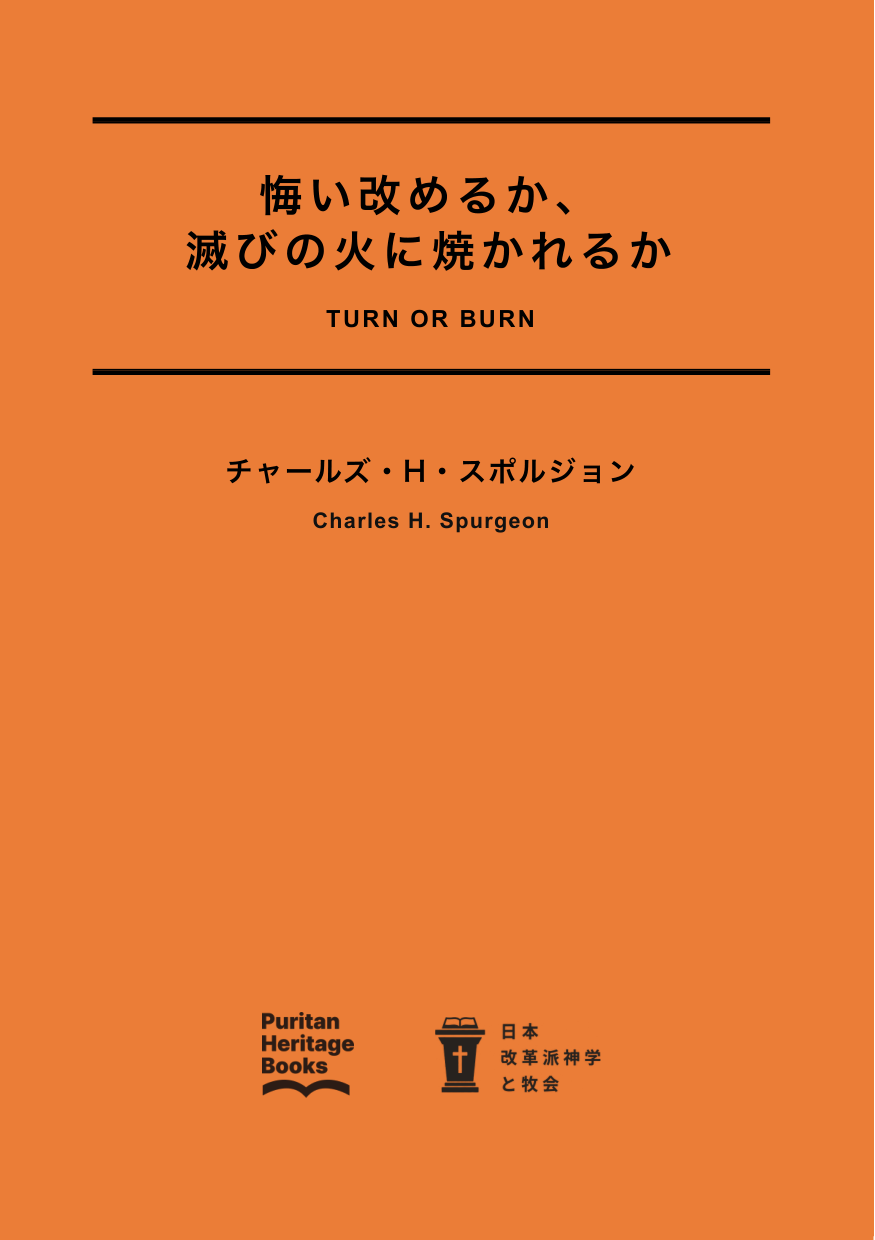 悔い改めるか、
滅びの火に焼かれるか
TURN OR BURN
チャールズ・H・スポルジョン
Charles H. Spurgeon
Puritan
Heritage
Books
日本
改革派神学
と牧会